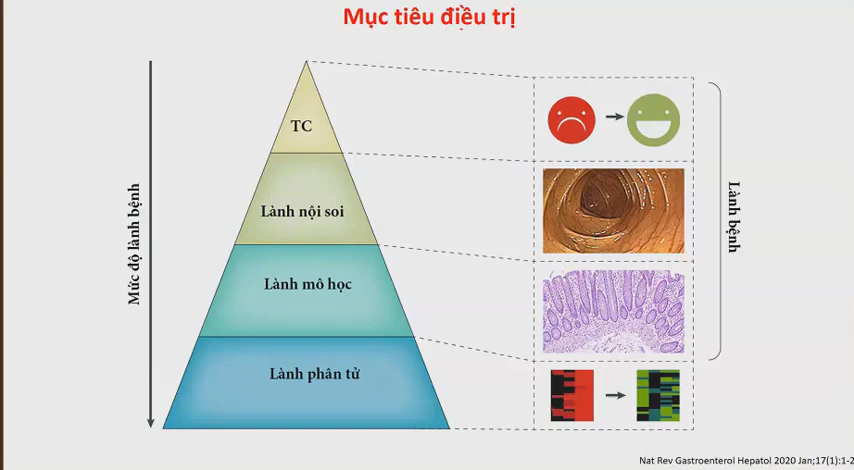 Mục tiêu điều trị
TC
Lành nội soi
Lành mô học
Lành phân tử
Mức độ lành bệnh
Lành bệnh
Nat Rev Gastroenterol Hepatol 2020 Jan;17(1):1-2